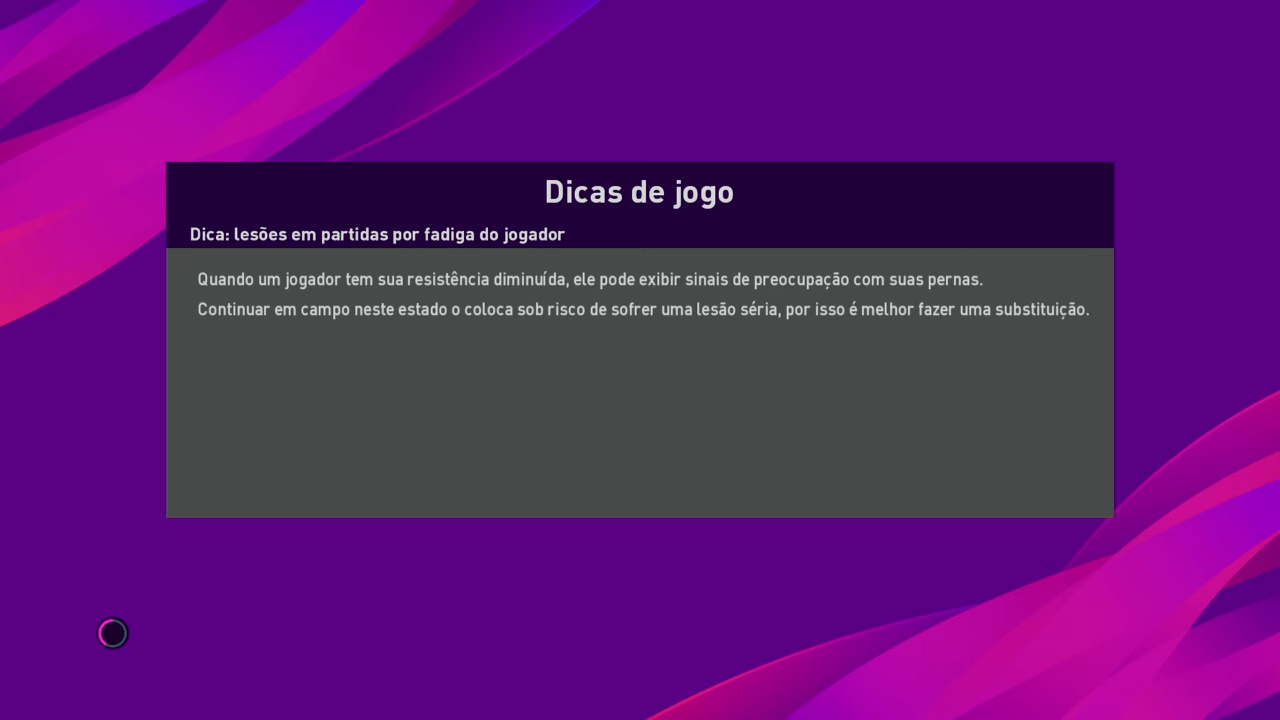 Dicas de jogo
Dica: lesões em partidas por fadiga do jogador
Quando um jogador tem sua resistência diminuída, ele pode exibir sinais de preocupação com suas pernas.
Continuar em campo neste estado o coloca sob risco de sofrer uma lesão séria, por isso é melhor fazer uma substituição.